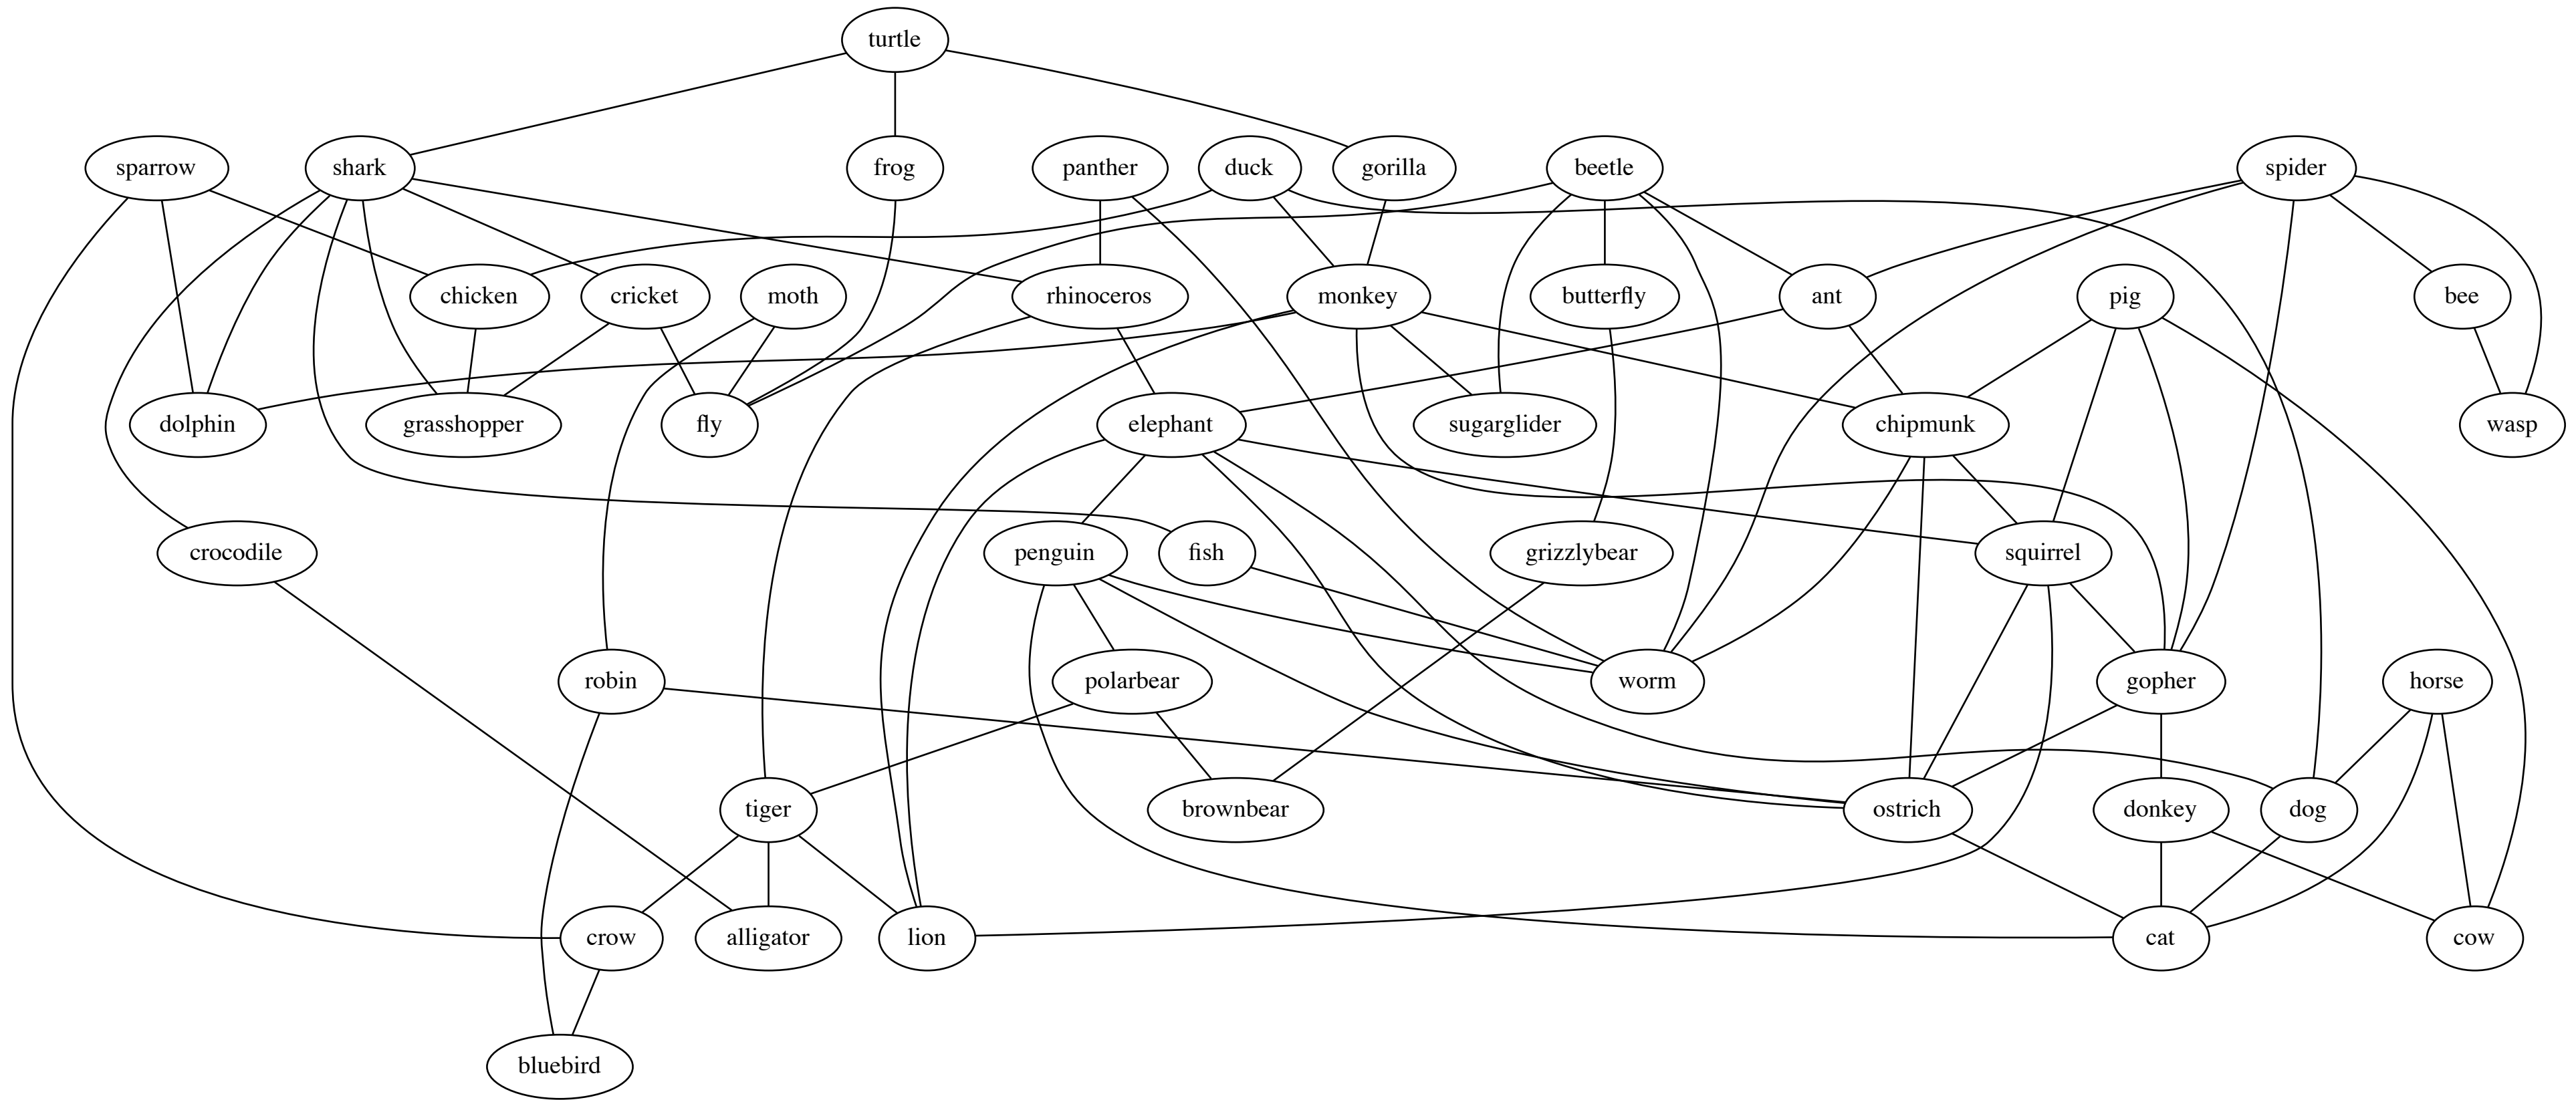 turtle
sparrow
shark
frog
panther
duck
gorilla
beetle
spider
chicken
cricket
moth
rhinoceros
monkey
butterfly
ant
pig
bee
dolphin
grasshopper
fly
elephant
sugarglider
chipmunk
wasp
crocodile
penguin
fish
grizzlybear
squirrel
robin
polarbear
worm
gopher
horse
tiger
brownbear
ostrich
donkey
dog
crow
alligator
lion
cat
cow
bluebird